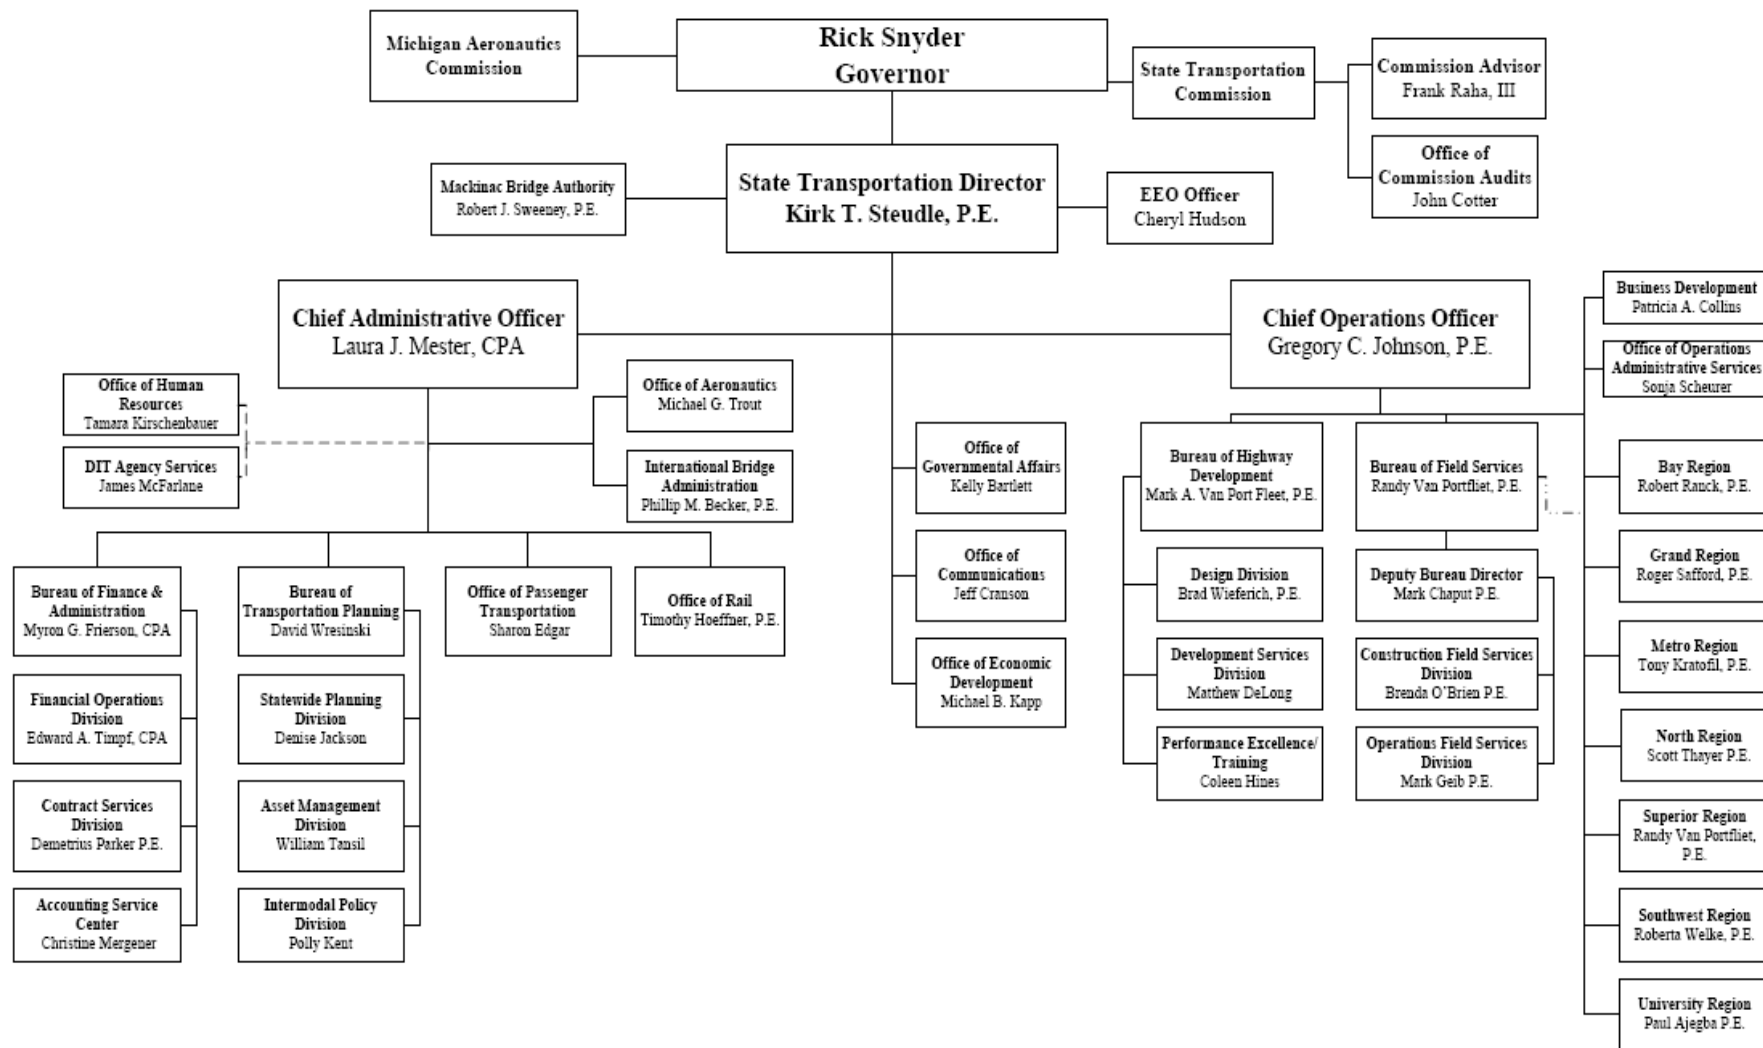 Michigan Aeronautics
Commission
Rick Snyder
Governor
State Transportation
Commission
Commission Advisor
Frank Raha, III
Office of
Commission Audits
John Cotter
Mackinac Bridge Authority
Robert J. Sweeney, P.E.
State Transportation Director
Kirk T. Steudle, P.E.
EEO Officer
Cheryl Hudson
Chief Administrative Officer
Laura J. Mester, CPA
Chief Operations Officer
Gregory C. Johnson, P.E.
Business Development
Patricia A. Collins
Office of Operations
Administrative Services
Sonja Scheurer
Office of Human
Resources
Tamara Kirschenbauer
DIT Agency Services
James McFarlane
Office of Aeronautics
Michael G. Trout
International Bridge
Administration
Phillip M. Becker, P.E.
Office of
Governmental Affairs
Kelly Bartlett
Office of
Communications
Jeff Cranson
Office of Economic
Development
Michael B. Kapp
Bureau of Highway
Development
Mark A. Van Port Fleet, P.E.
Design Division
Brad Wieferich, P.E.
Development Services
Division
Matthew DeLong
Performance Excellence/
Training
Coleen Hines
Bureau of Field Services
Randy Van Portfliet, P.E.
Deputy Bureau Director
Mark Chaput P.E.
Construction Field Services
Division
Brenda O'Brien P.E.
Operations Field Services
Division
Mark Geib P.E.
Bay Region
Robert Ranck, P.E.
Grand Region
Roger Safford, P.E.
Metro Region
Tony Kratofil, P.E.
North Region
Scott Thayer P.E.
Superior Region
Randy Van Portfliet,
P.E.
Southwest Region
Roberta Welke, P.E.
University Region
Paul Ajegba P.E.
Bureau of Finance &
Administration
Myron G. Frierson, CPA
Financial Operations
Division
Edward A. Timpf, CPA
Contract Services
Division
Demetrius Parker P.E.
Accounting Service
Center
Christine Mergener
Bureau of
Transportation Planning
David Wresinski
Statewide Planning
Division
Denise Jackson
Asset Management
Division
William Tansil
Intermodal Policy
Division
Polly Kent
Office of Passenger
Transportation
Sharon Edgar
Office of Rail
Timothy Hoeffner, P.E.